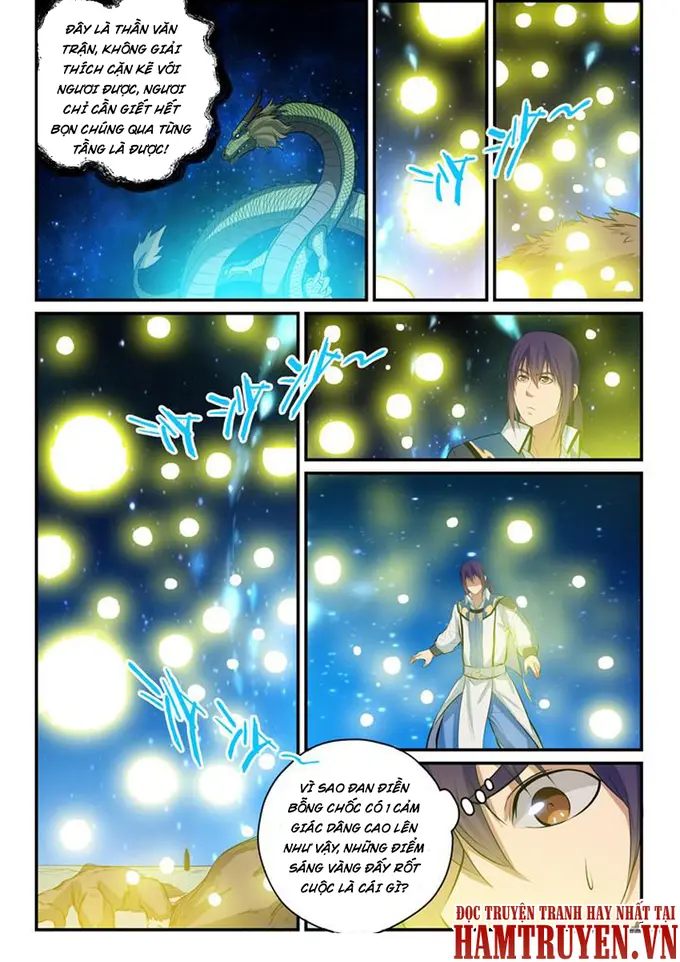 ĐÂY LÀ THẦN VĂN
TRẬN, KHÔNG GIẢI
THÍCH CẶN KẼ VỚI
NGƯƠI ĐƯỢC, NGƯƠI
CHỈ CẦN GIẾT HẾT
BỌN CHÚNG QUA TỪNG
TẦNG LÀ ĐƯỢC!
VÌ SAO ĐAN ĐIỀN
BỖNG CHỐC CÓ 1 CẢM
GIÁC DÂNG CAO LÊN
NHƯ VẬY, NHỮNG ĐIỂM
SÁNG VÀNG ĐẤY RỐT
CUỘC LÀ CÁI GÌ?
ĐỌC TRUYỆN TRANH HAY NHẤT TẠI
HAMTRUYEN.VN